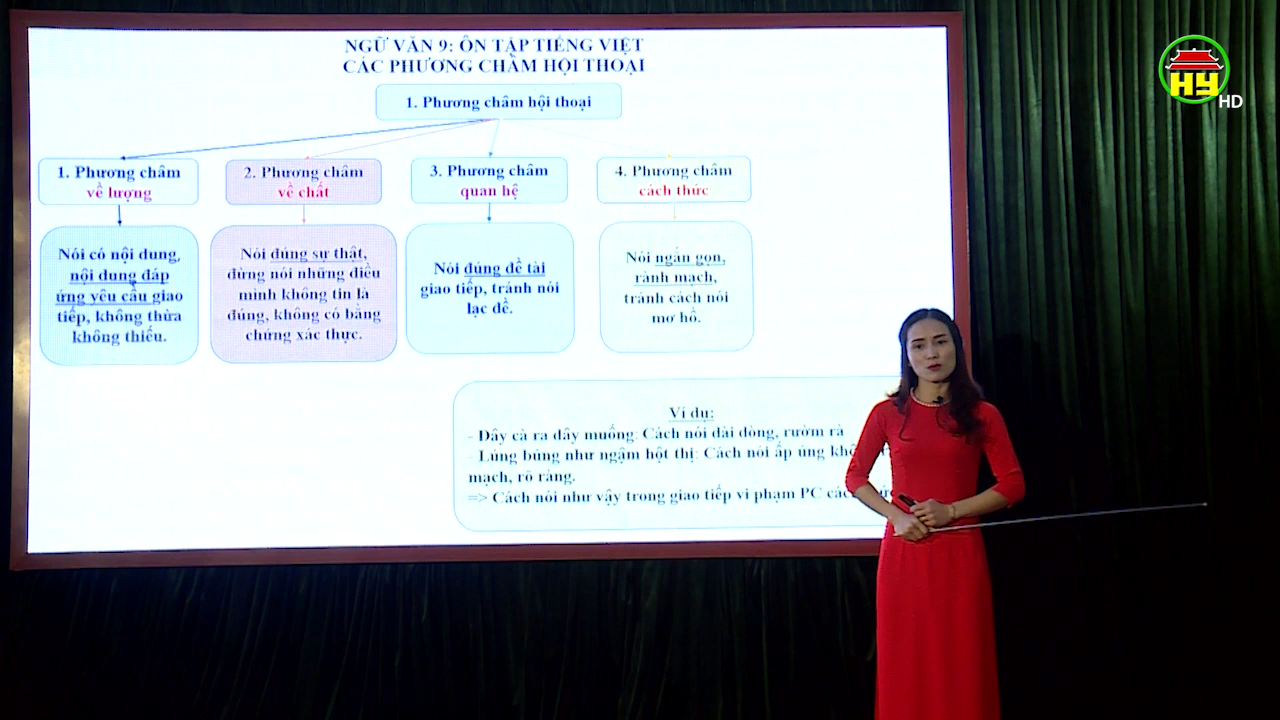 NGỮ VĂN 9: ÔN TẬP TIẾNG VIỆT
CÁC PHƯƠNG CHÂM HỘI THOẠI
1. Phương châm hội thoại
1. Phương châm
về lượng
2. Phương châm
về chất
3. Phương châm
quan hệ
4. Phương châm
cách thức
Nói có nội dung,
nội dung đáp
ứng yêu cầu giao
tiếp, không thừa
không thiếu.
Nói đúng sự thật,
đừng nói những điều
mình không tin là
đúng, không có bằng
chứng xác thực.
Nói đúng đề tài
giao tiếp, tránh nói
lạc đề.
Nói ngắn gọn,
rành mạch,
tránh cách nói
mơ hồ.
Ví dụ:
- Dây cà ra dây muống: Cách nói dài dòng, rườm rà
- Lúng búng như ngậm hột thị: Cách nói ấp úng
mạch, rõ ràng.
=> Cách nói như vậy trong giao tiếp vi phạm PC
HY
HD